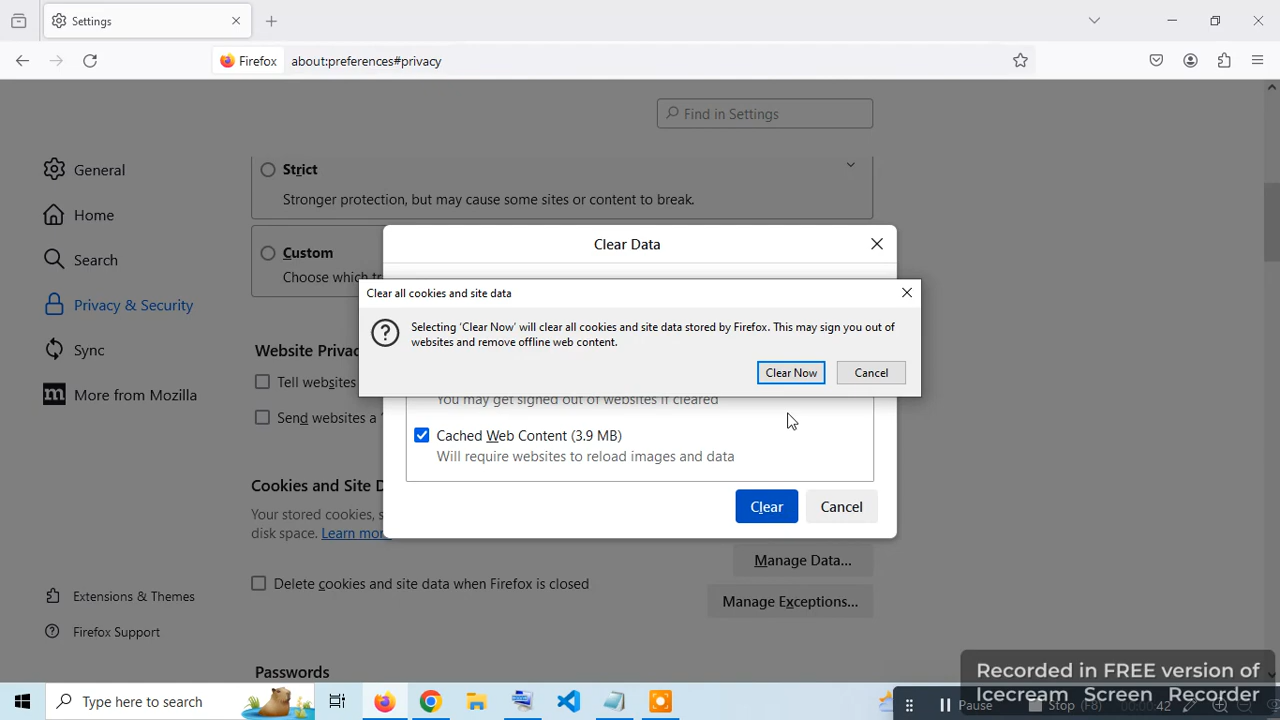 Settings
Firefox
about:preferences#privacy
Find in Settings
General
Home
Search
Privacy & Security
Sync
More from Mozilla
Extensions & Themes
Firefox Support
Strict
Stronger protection, but may cause some sites or content to break.
Custom
Choose which
Website Priva
Tell websites
Send websites a
Cookies and Site D
Your stored cookies, s
disk space. Learn more
Delete cookies and site data when Firefox is closed
Manage Data...
Manage Exceptions...
Passwords
Clear Data
Clear all cookies and site data
Selecting ‘Clear Now’ will clear all cookies and site data stored by Firefox. This may sign you out of
websites and remove offline web content.
Clear Now
Cancel
You may get signed out of websites if cleared
Cached Web Content (3.9 MB)
Will require websites to reload images and data
Clear
Cancel
Type here to search
Recorded in FREE version of
Icecream Screen Recorder
Pause
Stop (F8)